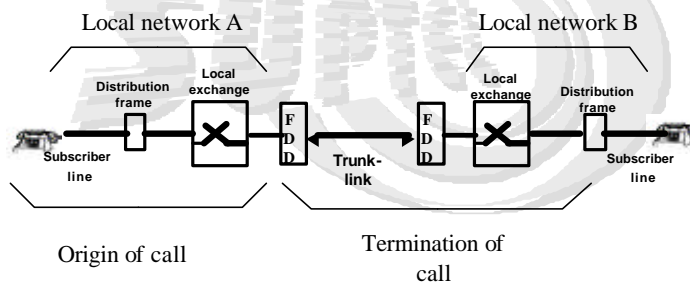 Local network A
Local network B
Local
exchange
Distribution
frame
F
D
D
Subscriber
line
Trunk-
link
F
D
D
Local
exchange
Distribution
frame
Subscriber
line
Origin of call
Termination of
call